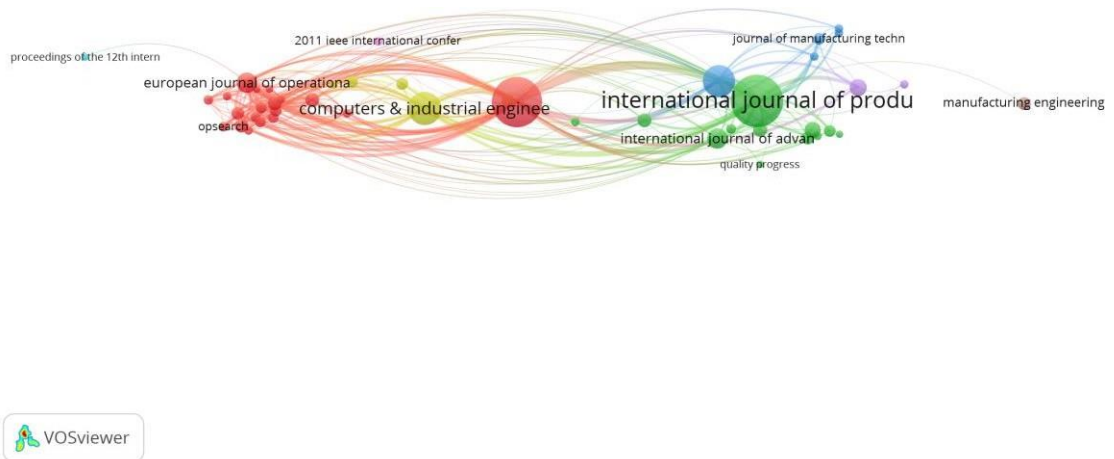 2011 ieee international confer
journal of manufacturing techn
proceedings of the 12th intern
european journal of operationa
international journal of produ
manufacturing engineering
computers & industrial enginee
opsearch
international journal of advan
quality progress
VOSviewer